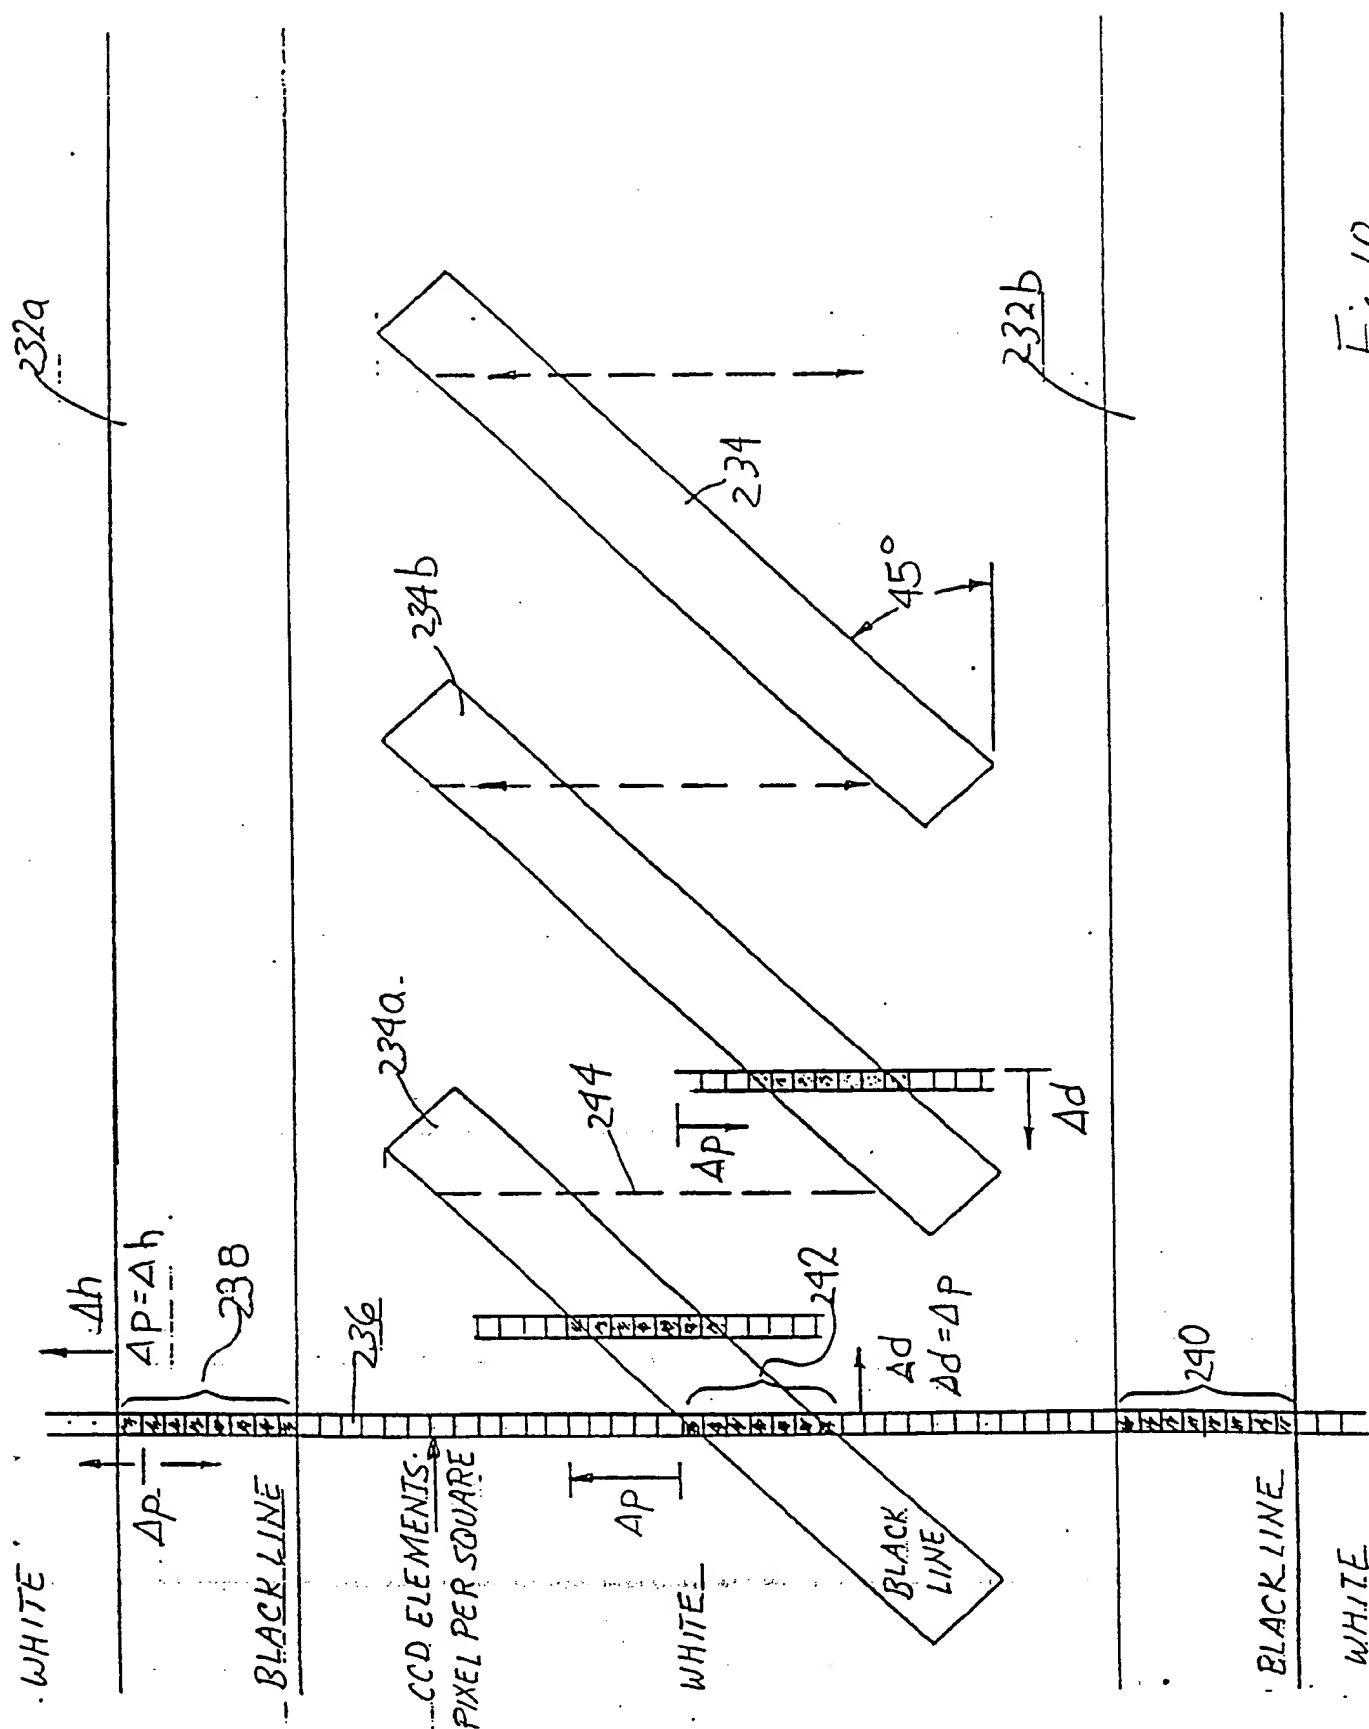 WHITE
232a
Δh
ΔP=Δh
ΔP
238
BLACK LINE
236
CCD ELEMENTS.
PIXEL PER SQUARE
234a
234b
234
244
ΔP
ΔP
WHITE
242
Δd
Δd=ΔP
Δd
45°
BLACK
LINE
232b
240
BLACK LINE
WHITE